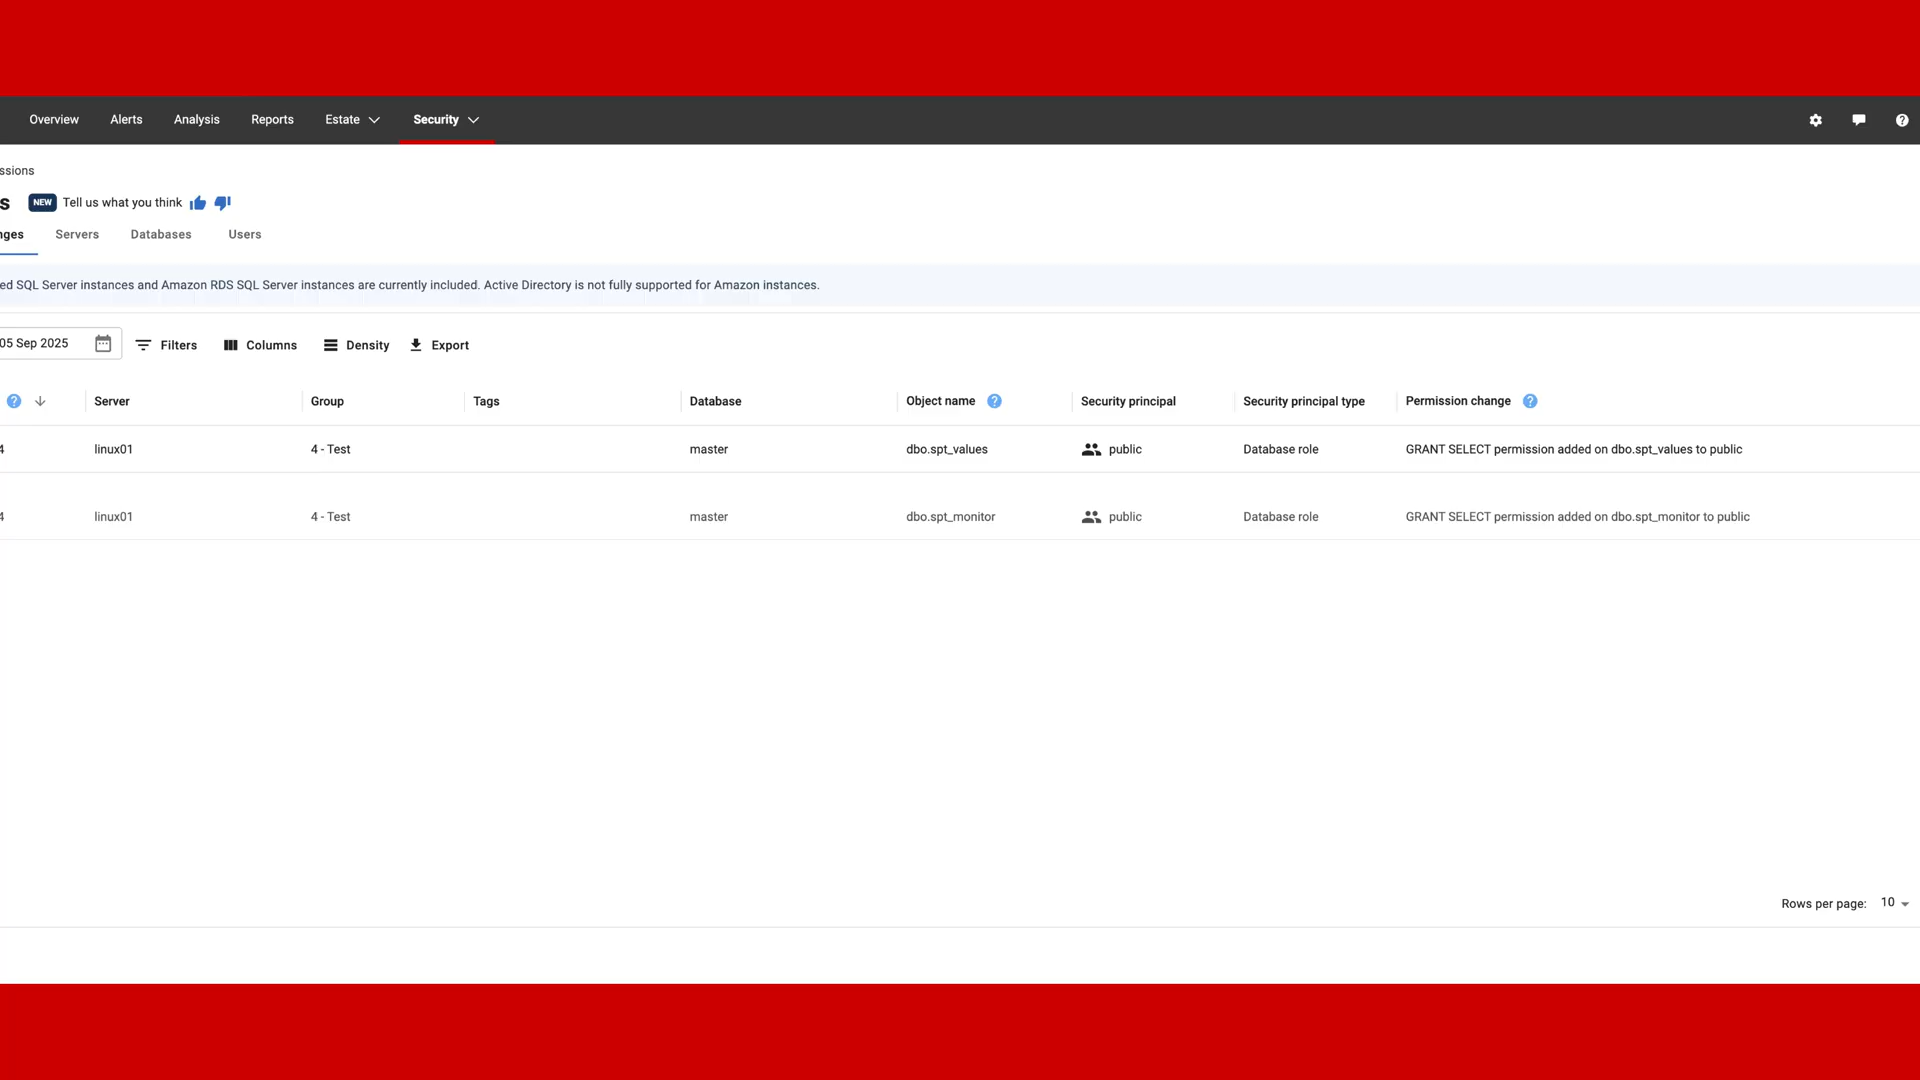 Overview Alerts Analysis Reports Estate Security
ssions
s NEW Tell us what you think
nges Servers Databases Users
ed SQL Server instances and Amazon RDS SQL Server instances are currently included. Active Directory is not fully supported for Amazon instances.
05 Sep 2025 Filters Columns Density Export
Server Group Tags Database Object name Security principal Security principal type Permission change
4 linux01 4 - Test master dbo.spt_values public Database role GRANT SELECT permission added on dbo.spt_values to public
4 linux01 4 - Test master dbo.spt_monitor public Database role GRANT SELECT permission added on dbo.spt_monitor to public
Rows per page: 10